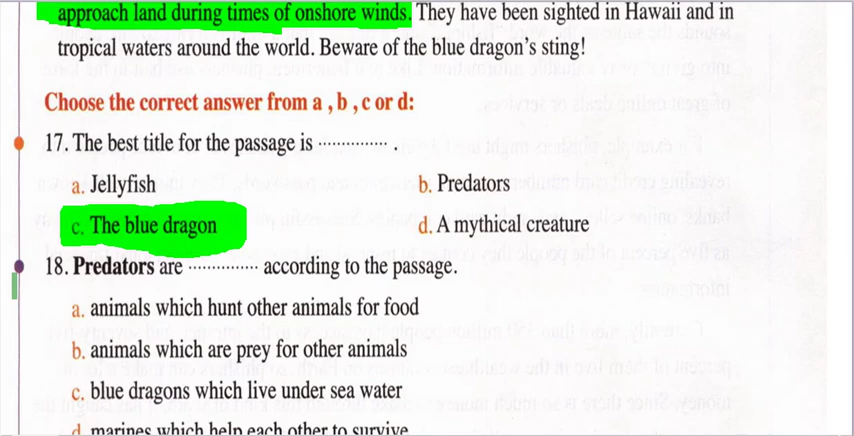 approach land during times of onshore winds. They have been sighted in Hawaii and in
tropical waters around the world. Beware of the blue dragon's sting!
Choose the correct answer from a , b , c or d:
17. The best title for the passage is ............... .
a. Jellyfish
b. Predators
c. The blue dragon
d. A mythical creature
18. Predators are ............... according to the passage.
a. animals which hunt other animals for food
b. animals which are prey for other animals
c. blue dragons which live under sea water
d. marines which help each other to survive